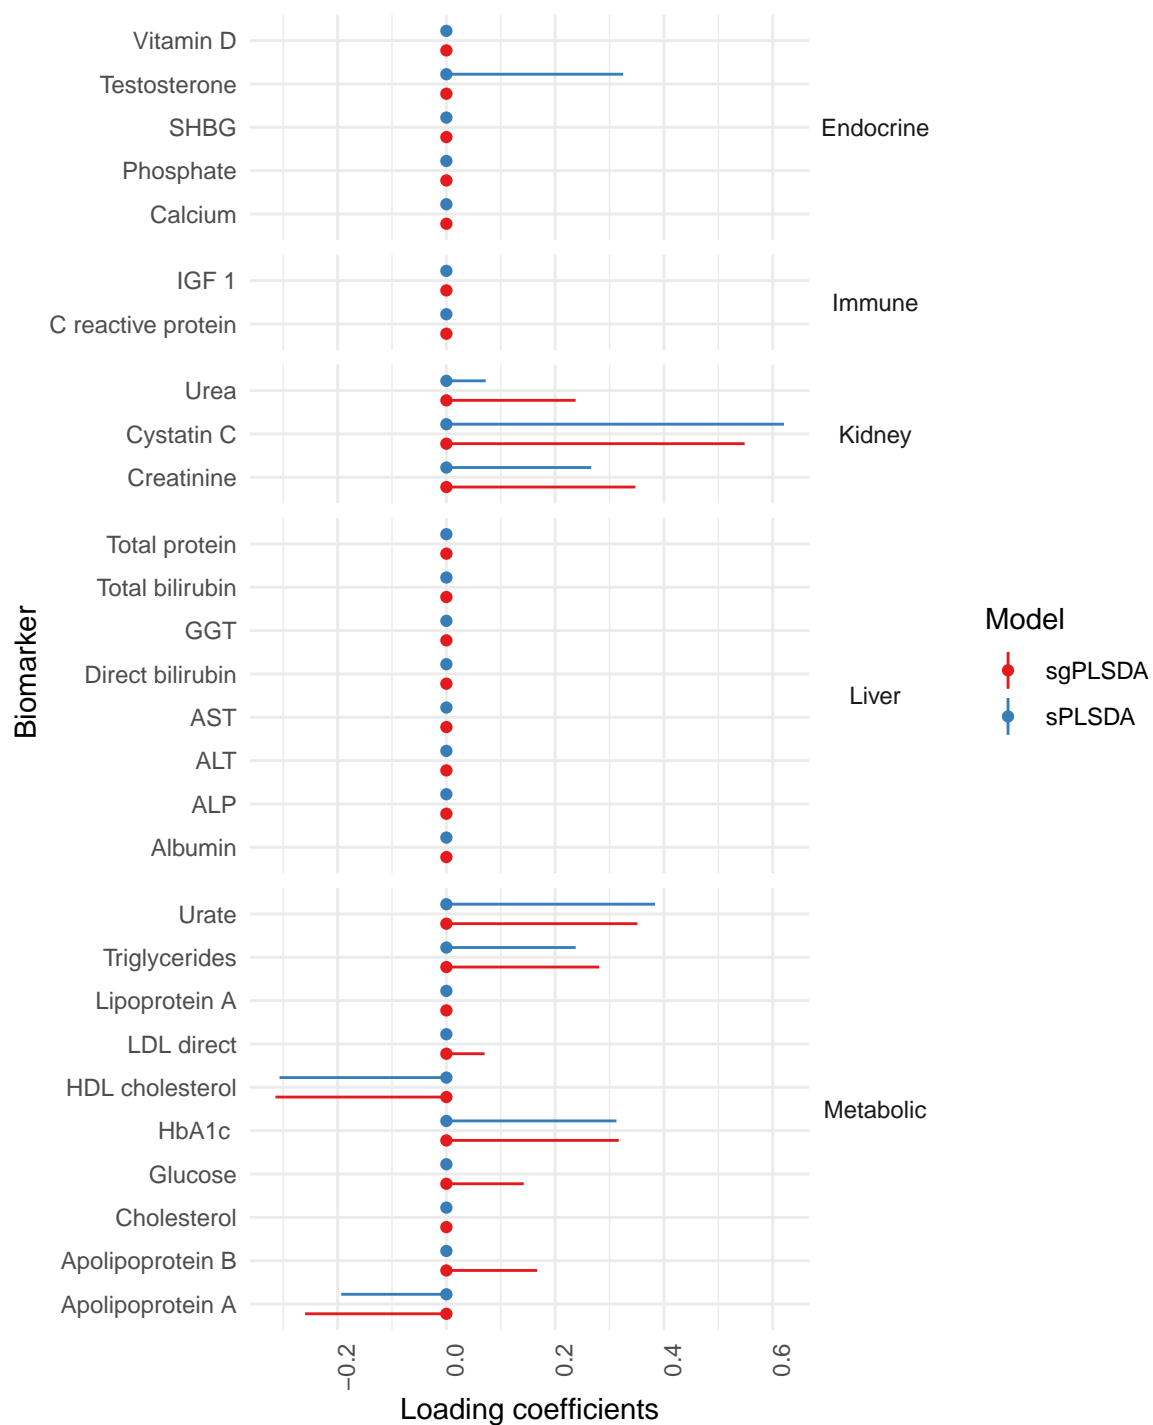 Vitamin D
Testosterone
SHBG
Phosphate
Calcium
Endocrine
IGF 1
C reactive protein
Immune
Urea
Cystatin C
Creatinine
Kidney
Total protein
Total bilirubin
GGT
Direct bilirubin
AST
ALT
ALP
Albumin
Liver
Urate
Triglycerides
Lipoprotein A
LDL direct
HDL cholesterol
HbA1c
Glucose
Cholesterol
Apolipoprotein B
Apolipoprotein A
Metabolic
Biomarker
−0.2
0.0
0.2
0.4
0.6
Loading coefficients
Model
sgPLSDA
sPLSDA